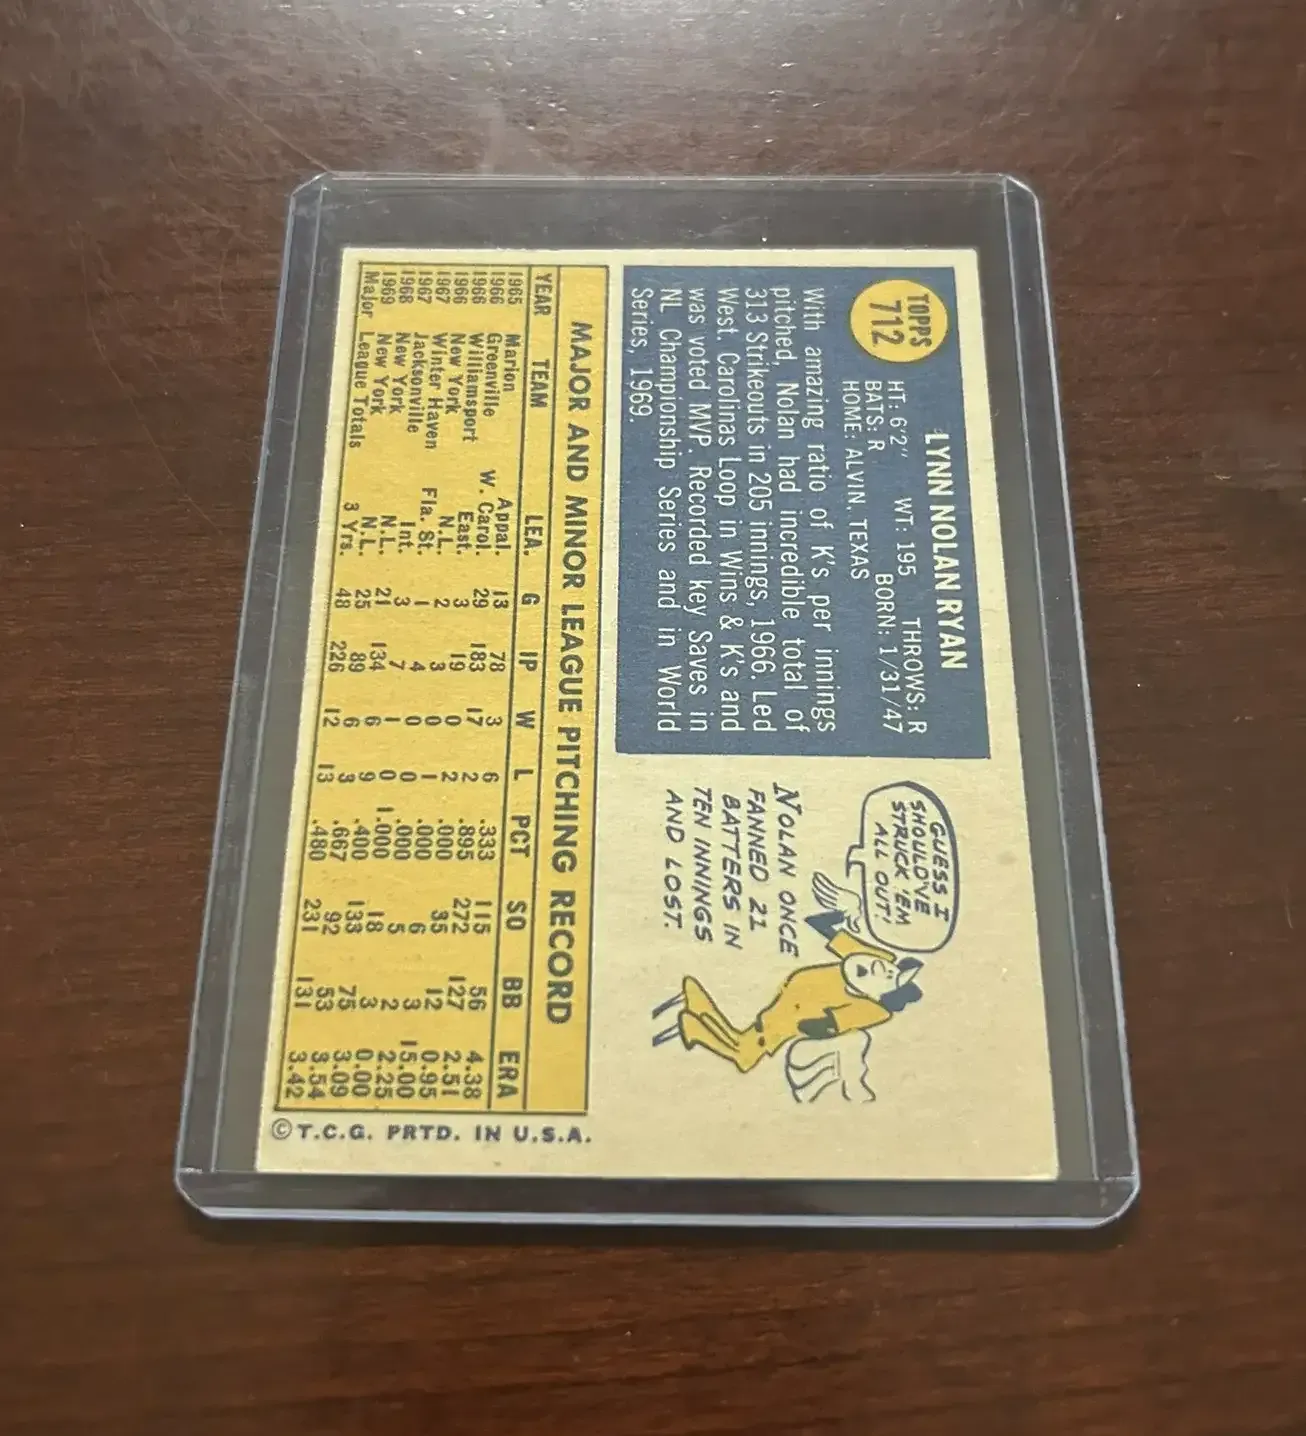 TOPPS
712
LYNN NOLAN RYAN
HT: 6'2" WT: 195 THROWS: R
BATS: R BORN: 1/31/47
HOME: ALVIN, TEXAS
With amazing ratio of K's per innings
pitched, Nolan had incredible total of
313 Strikeouts in 205 innings, 1966. Led
West. Carolinas Loop in Wins & K's and
was voted MVP. Recorded key Saves in
NL Championship Series and in World
Series, 1969.
GUESS I
SHOULD'VE
STRUCK 'EM
ALL OUT!
NOLAN ONCE
FANNED 21
BATTERS IN
TEN INNINGS
AND LOST.
MAJOR AND MINOR LEAGUE PITCHING RECORD
YEAR TEAM LEA. G IP W L PCT SO BB ERA
1965 Marion Appal. 13 78 3 6 .333 115 56 4.38
1966 Greenville W. Carol. 29 183 17 2 .895 272 127 2.51
1966 Williamsport East. 3 19 0 2 .000 35 12 0.95
1966 New York N.L. 2 3 0 1 .000 6 3 15.00
1967 Winter Haven Fla. St. 1 4 0 0 .000 5 2 2.25
1967 Jacksonville Int. 3 7 1 0 1.000 18 3 0.00
1968 New York N.L. 21 134 6 9 .400 133 75 3.09
1969 New York N.L. 25 89 6 3 .667 92 53 3.54
Major League Totals 3 Yrs. 48 226 12 13 .480 231 131 3.42
© T.C.G. PRTD. IN U.S.A.